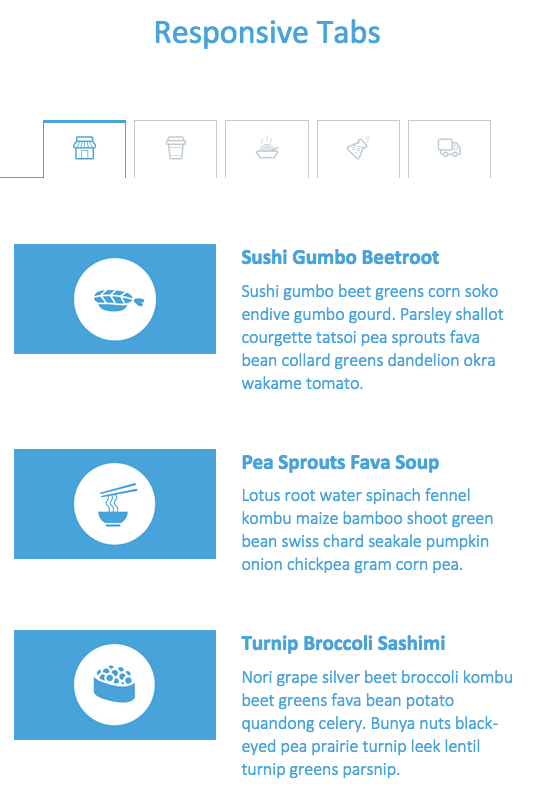 Responsive Tabs
Sushi Gumbo Beetroot
Sushi gumbo beet greens corn soko
endive gumbo gourd. Parsley shallot
courgette tatsoi pea sprouts fava
bean collard greens dandelion okra
wakame tomato.
Pea Sprouts Fava Soup
Lotus root water spinach fennel
kombu maize bamboo shoot green
bean swiss chard seakale pumpkin
onion chickpea gram corn pea.
Turnip Broccoli Sashimi
Nori grape silver beet broccoli kombu
beet greens fava bean potato
quandong celery. Bunya nuts black-
eyed pea prairie turnip leek lentil
turnip greens parsnip.